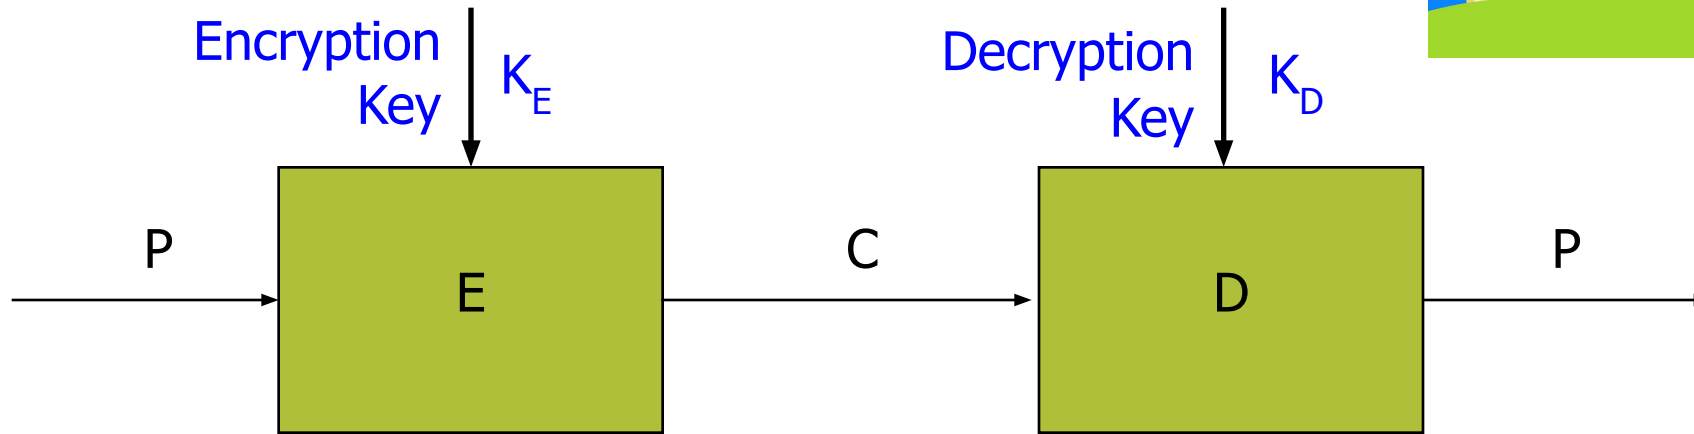 Encryption
Key
K_E
Decryption
Key
K_D
P
E
C
D
P